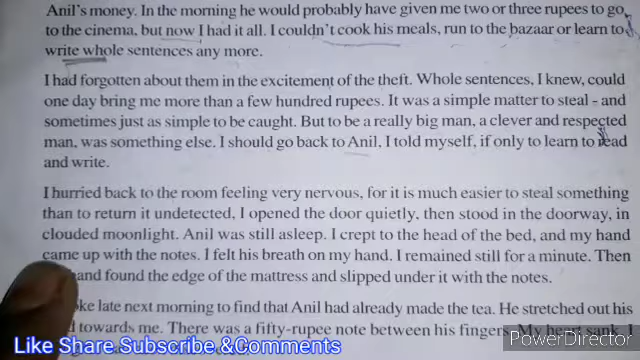 Anil's money. In the morning he would probably have given me two or three rupees to go
to the cinema, but now I had it all. I couldn't cook his meals, run to the bazaar or learn to
write whole sentences any more.
I had forgotten about them in the excitement of the theft. Whole sentences, I knew, could
one day bring me more than a few hundred rupees. It was a simple matter to steal - and
sometimes just as simple to be caught. But to be a really big man, a clever and respected
man, was something else. I should go back to Anil, I told myself, if only to learn to read
and write.
I hurried back to the room feeling very nervous, for it is much easier to steal something
than to return it undetected, I opened the door quietly, then stood in the doorway, in
clouded moonlight. Anil was still asleep. I crept to the head of the bed, and my hand
came up with the notes. I felt his breath on my hand. I remained still for a minute. Then
found the edge of the mattress and slipped under it with the notes.
late next morning to find that Anil had already made the tea. He stretched out his
towards me. There was a fifty-rupee note between his fingers. My heart sank. I
Like Share Subscribe &Comments
PowerDirector